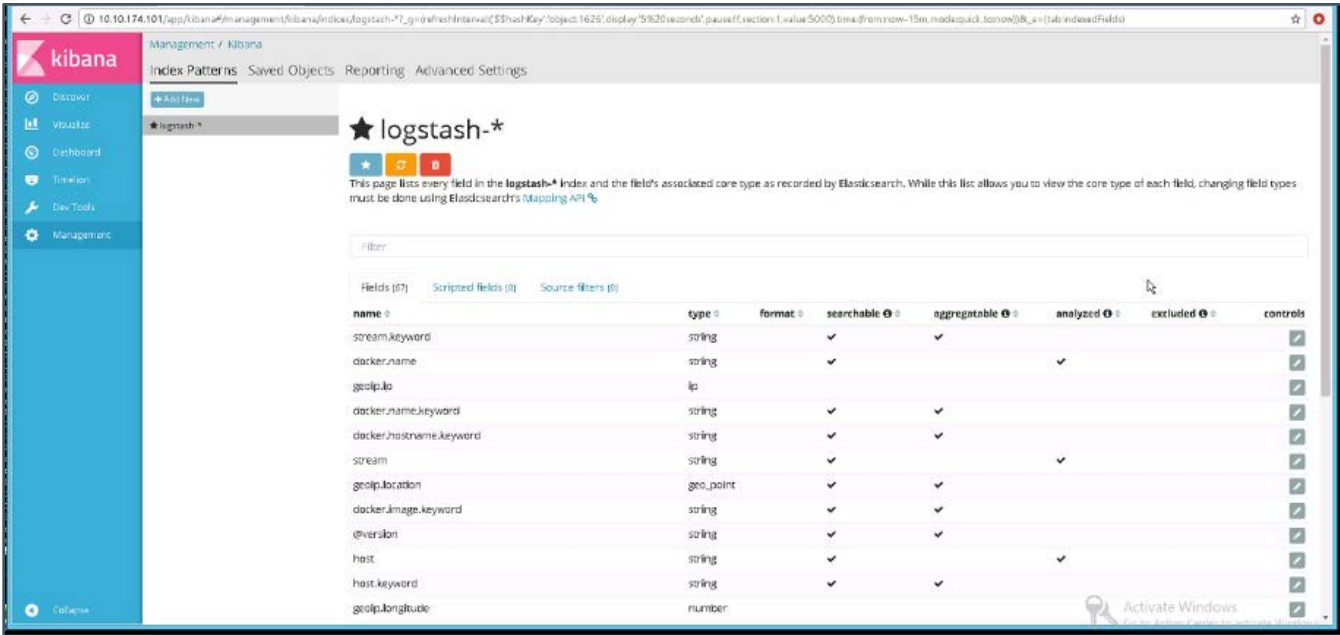 10.10.174.101/app/kibana#/management/kibana/indices/logstash-*?_g=(refreshInterval:('$$hashKey':'object:1626',display:'5%20seconds',pause:!f,section:1,value:5000),time:(from:now-15m,mode:quick,to:now))&_a=(tab:indexedFields)
kibana
Management / Kibana
Index Patterns Saved Objects Reporting Advanced Settings
Discover
Visualize
Dashboard
Timelion
Dev Tools
Management
Collapse
+ Add New
★ logstash-*
★ logstash-*
This page lists every field in the logstash-* index and the field's associated core type as recorded by Elasticsearch. While this list allows you to view the core type of each field, changing field types
must be done using Elasticsearch's Mapping API
Filter
Fields (67) Scripted fields (0) Source filters (0)
name type format searchable aggregatable analyzed excluded controls
stream.keyword string
docker.name string
geoip.ip ip
docker.name.keyword string
docker.hostname.keyword string
stream string
geoip.location geo_point
docker.image.keyword string
@version string
host string
host.keyword string
geoip.longitude number
Activate Windows
Go to Action Center to activate Windows.